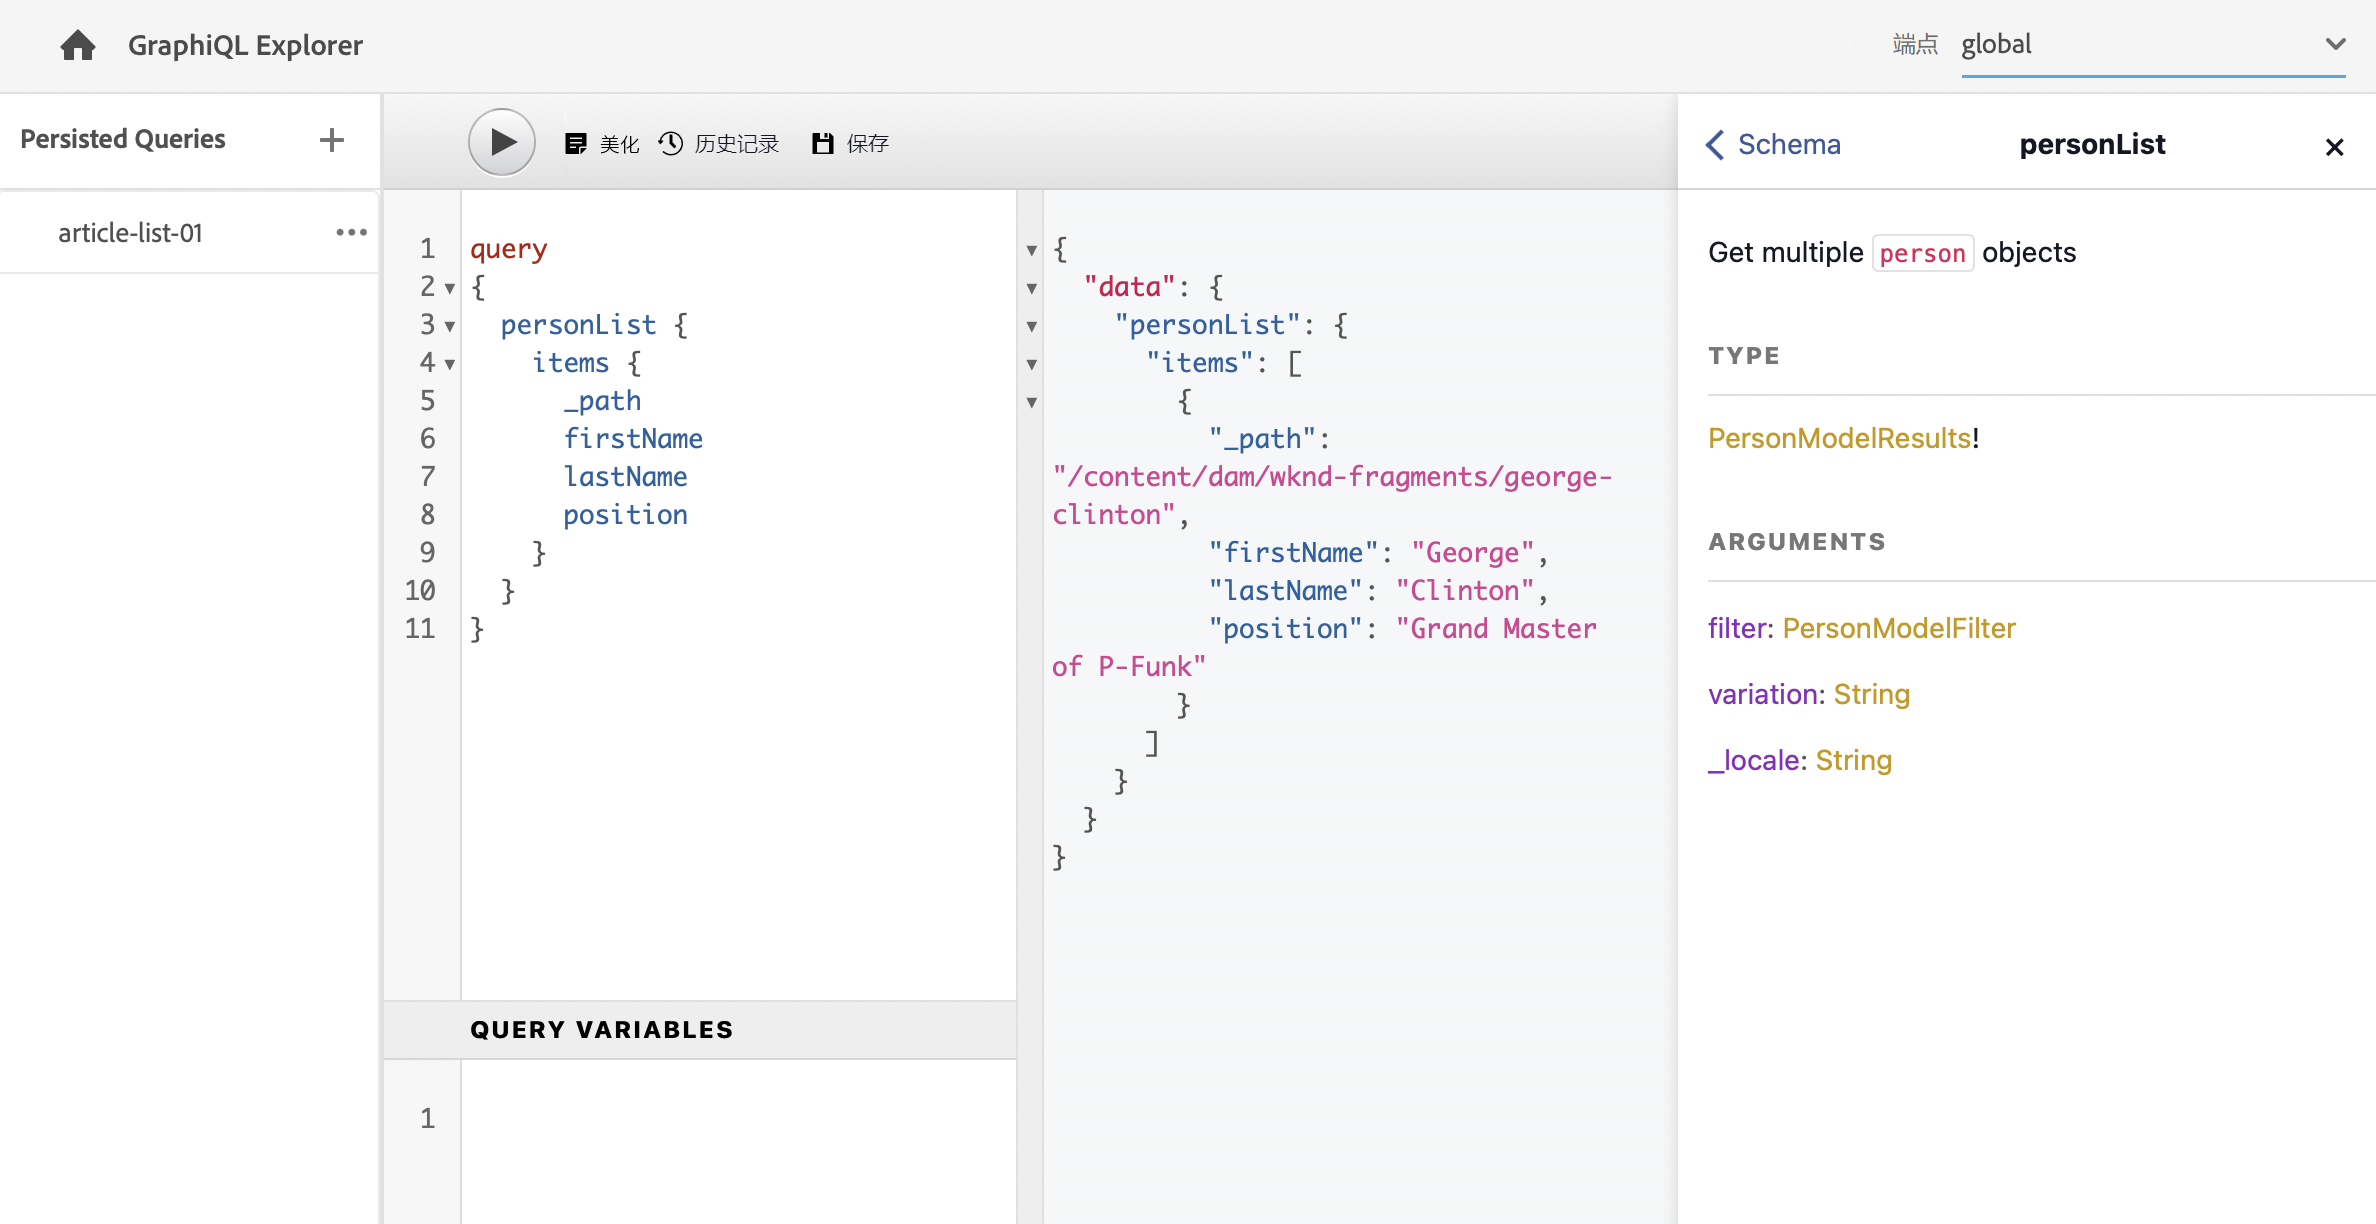 GraphiQL Explorer
端点 global
Persisted Queries
article-list-01
美化 历史记录 保存
1 query
2 {
3 personList {
4 items {
5 _path
6 firstName
7 lastName
8 position
9 }
10 }
11 }
QUERY VARIABLES
1
{
"data": {
"personList": {
"items": [
{
"_path":
"/content/dam/wknd-fragments/george-
clinton",
"firstName": "George",
"lastName": "Clinton",
"position": "Grand Master
of P-Funk"
}
]
}
}
}
Schema personList
Get multiple person objects
TYPE
PersonModelResults!
ARGUMENTS
filter: PersonModelFilter
variation: String
_locale: String